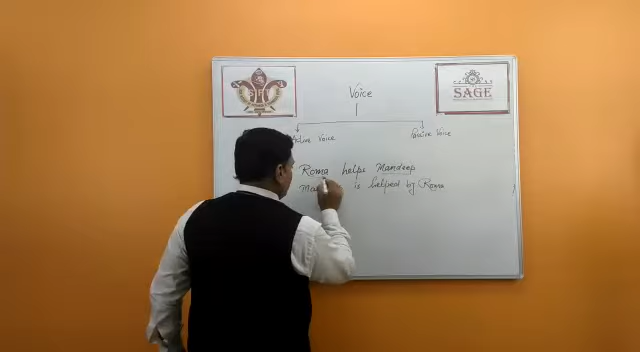 Voice
SAGE
Active Voice Passive Voice
Roma helps Mandeep
is helped by Roma